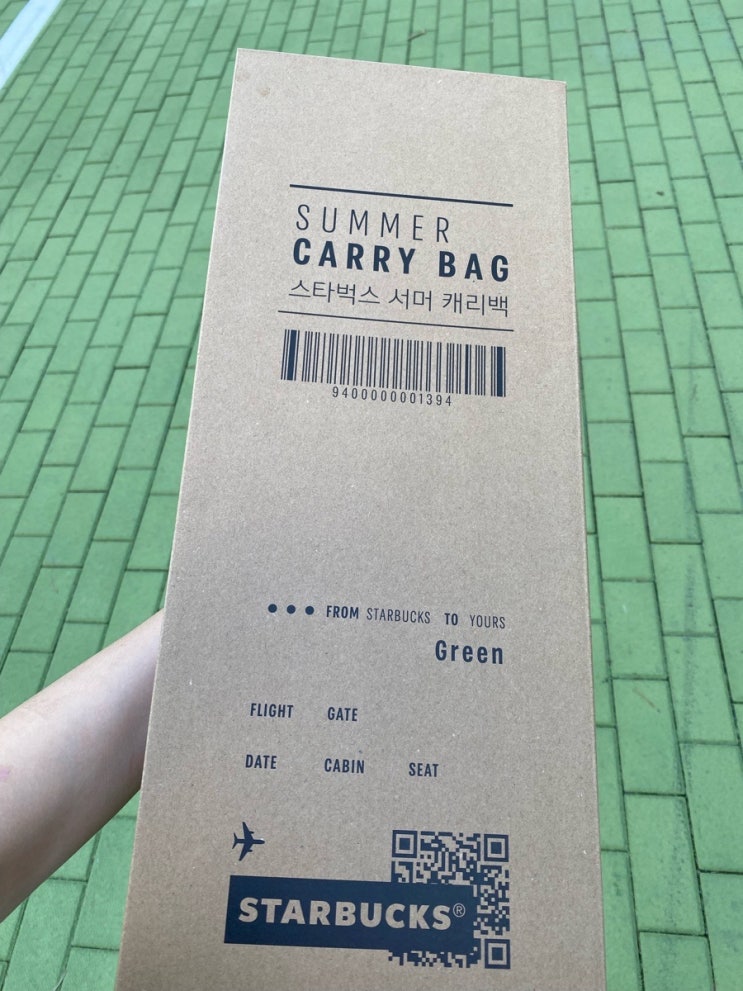 SUMMER
CARRY BAG
스타벅스 서머 캐리백
9400000001394
FROM STARBUCKS TO YOURS
Green
FLIGHT GATE
DATE CABIN SEAT
STARBUCKS®